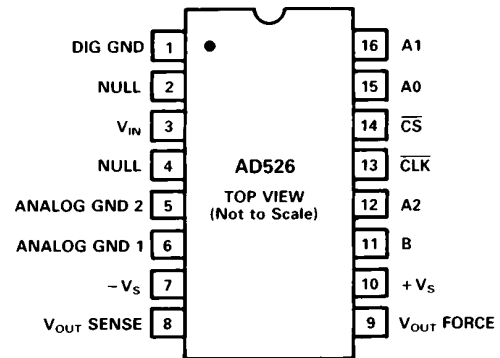 DIG GND 1
NULL 2
V_IN 3
NULL 4
ANALOG GND 2 5
ANALOG GND 1 6
−V_S 7
V_OUT SENSE 8
AD526
TOP VIEW
(Not to Scale)
16 A1
15 A0
14 C̅S̅
13 C̅L̅K̅
12 A2
11 B
10 +V_S
9 V_OUT FORCE